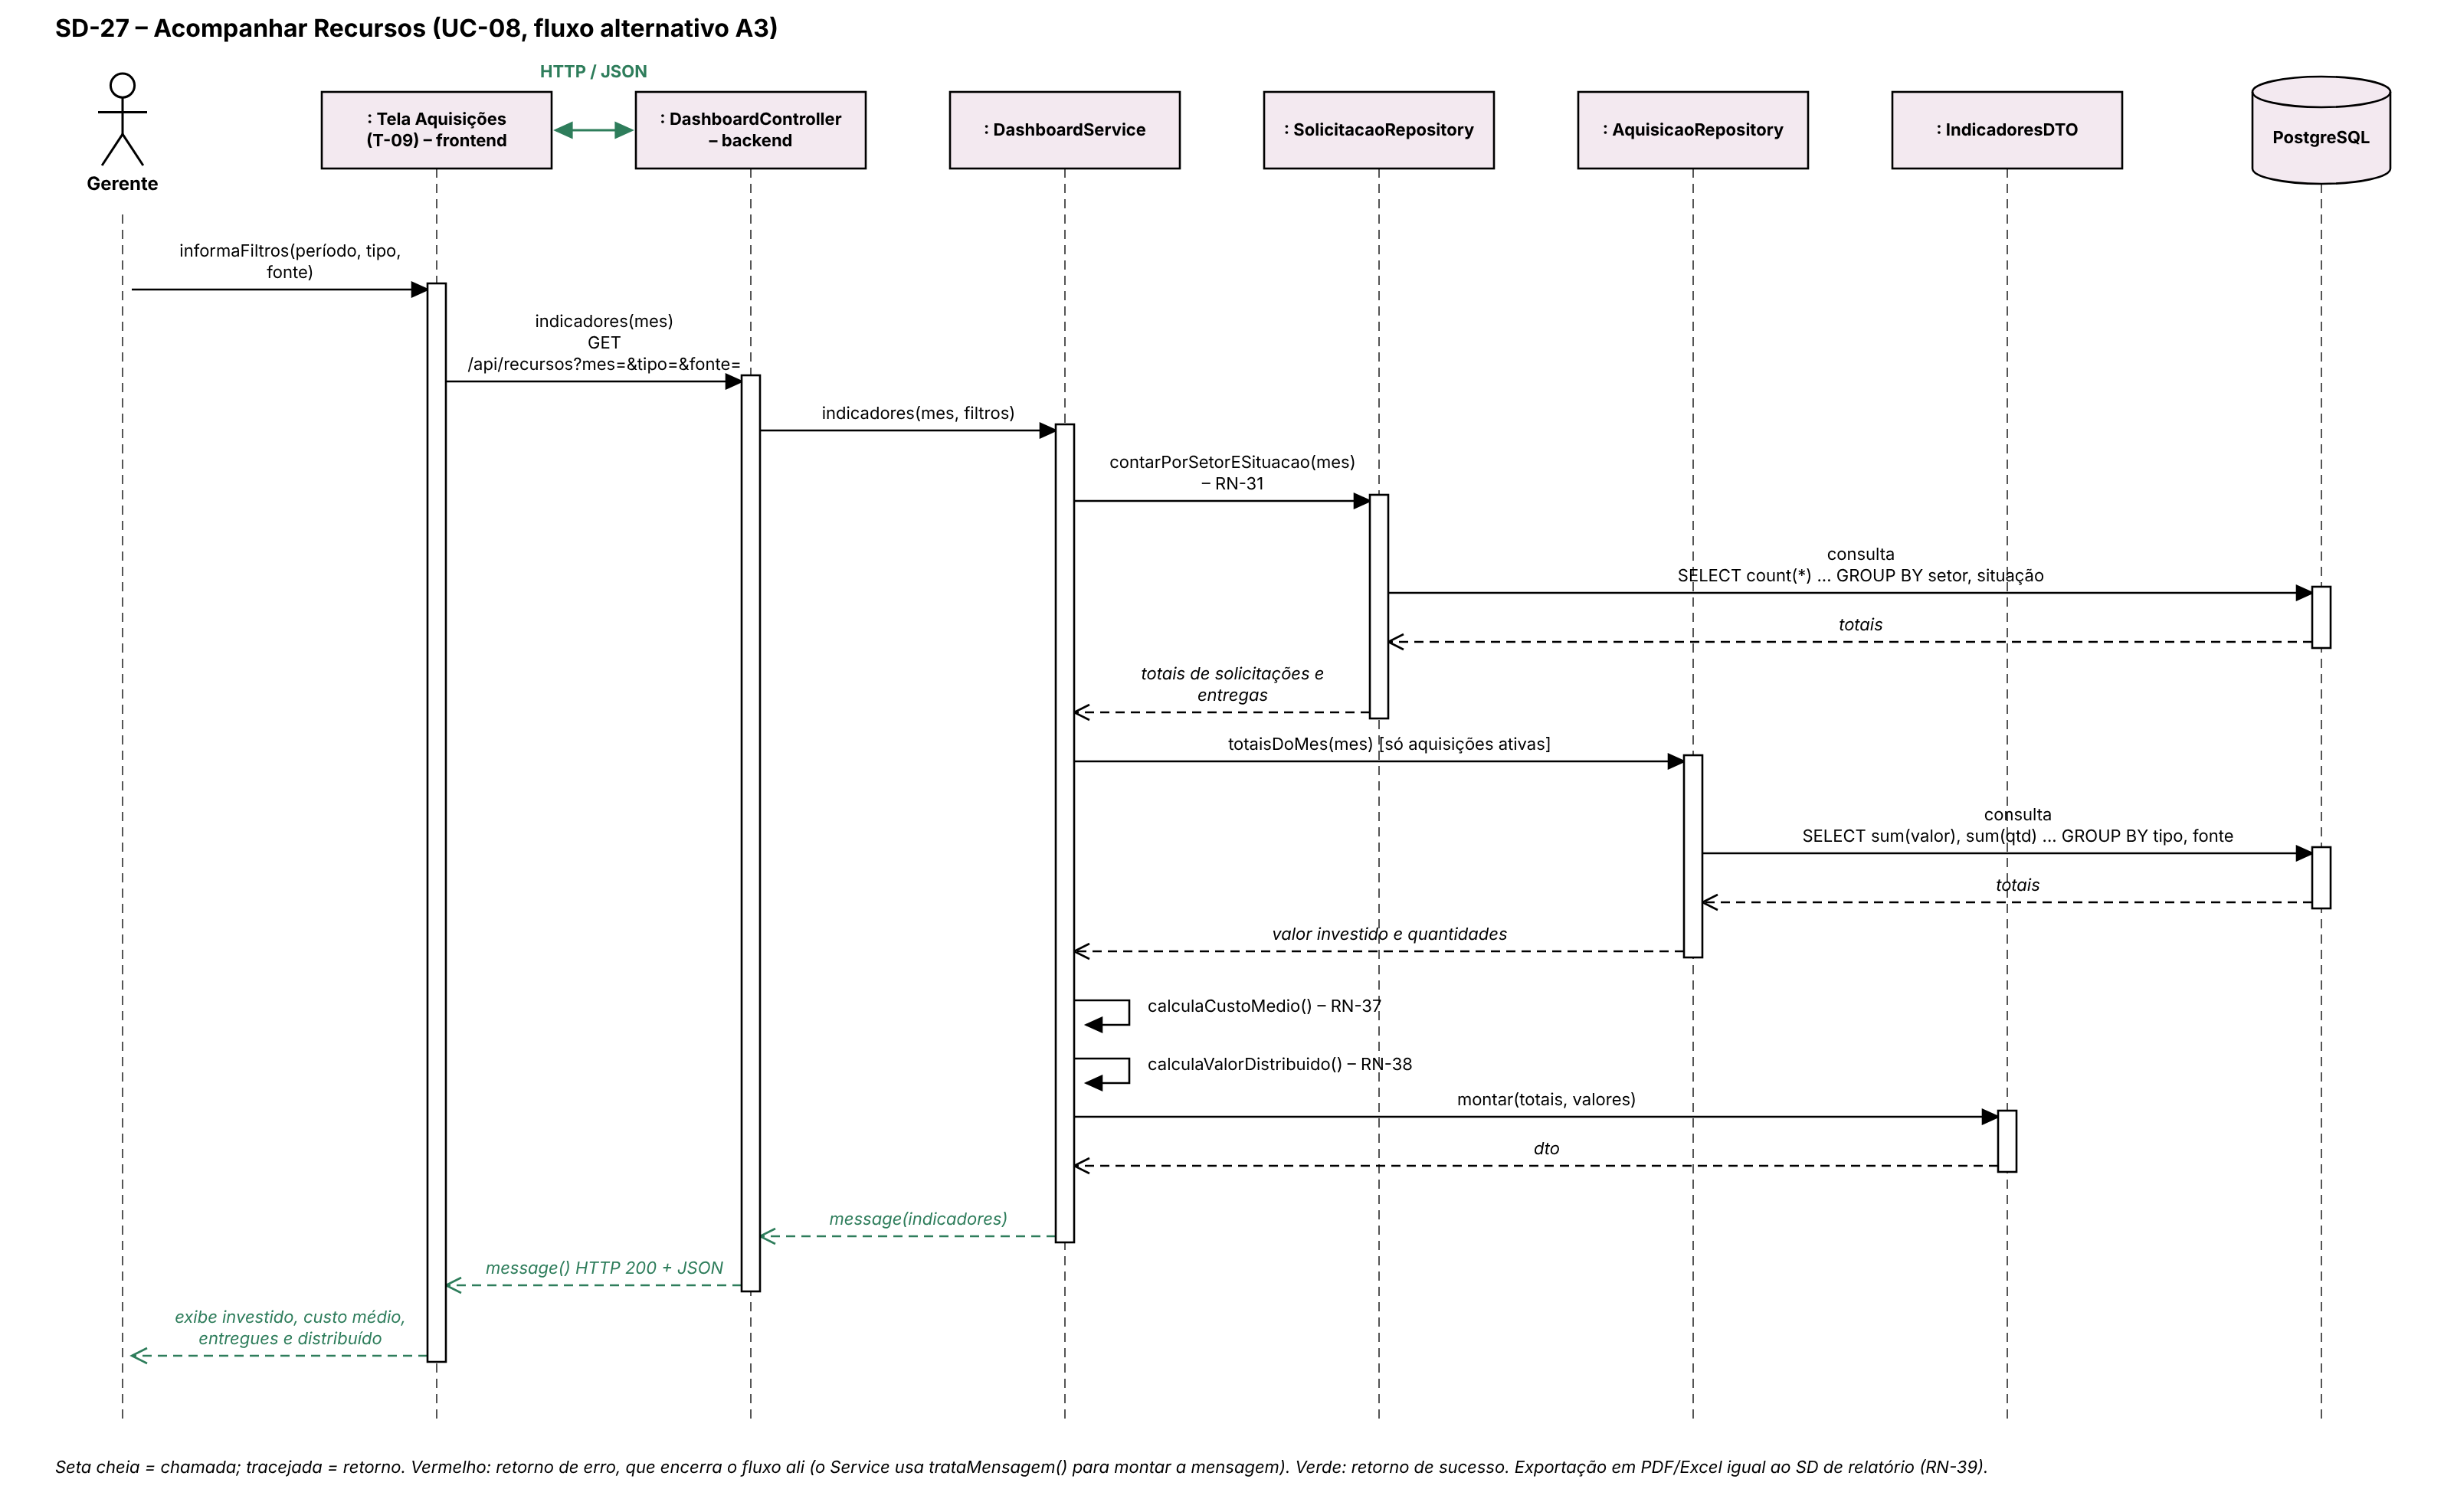 SD-27 – Acompanhar Recursos (UC-08, fluxo alternativo A3)
HTTP / JSON
Gerente
: Tela Aquisições
(T-09) – frontend
: DashboardController
– backend
: DashboardService
: SolicitacaoRepository
: AquisicaoRepository
: IndicadoresDTO
PostgreSQL
informaFiltros(período, tipo,
fonte)
indicadores(mes)
GET
/api/recursos?mes=&tipo=&fonte=
indicadores(mes, filtros)
contarPorSetorESituacao(mes)
– RN-31
consulta
SELECT count(*) ... GROUP BY setor, situação
totais
totais de solicitações e
entregas
totaisDoMes(mes) [só aquisições ativas]
consulta
SELECT sum(valor), sum(qtd) ... GROUP BY tipo, fonte
totais
valor investido e quantidades
calculaCustoMedio() – RN-37
calculaValorDistribuido() – RN-38
montar(totais, valores)
dto
message(indicadores)
message() HTTP 200 + JSON
exibe investido, custo médio,
entregues e distribuído
Seta cheia = chamada; tracejada = retorno. Vermelho: retorno de erro, que encerra o fluxo ali (o Service usa trataMensagem() para montar a mensagem). Verde: retorno de sucesso. Exportação em PDF/Excel igual ao SD de relatório (RN-39).